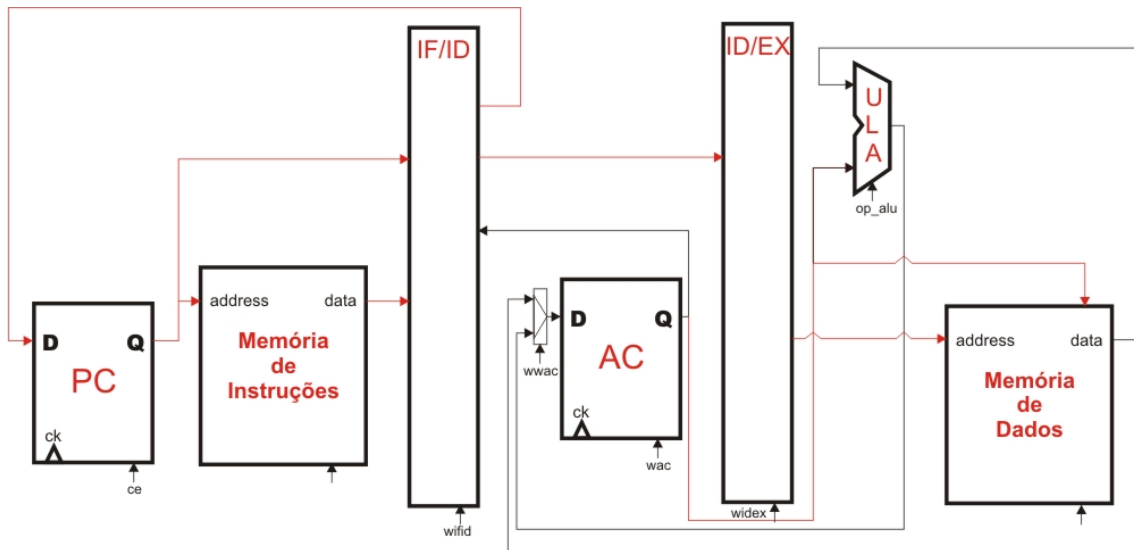 IF/ID
ID/EX
U
L
A
op_alu
address
data
Memória
de
Instruções
D
Q
PC
ck
ce
wifid
wwac
D
Q
AC
ck
wac
widex
address
data
Memória
de
Dados